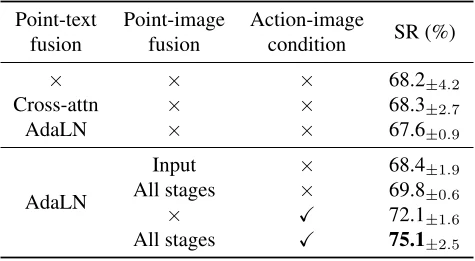 Point-text fusion Point-image fusion Action-image condition SR (%)
× × × 68.2±4.2
Cross-attn × × 68.3±2.7
AdaLN × × 67.6±0.9
AdaLN Input × 68.4±1.9
All stages × 69.8±0.6
× ✓ 72.1±1.6
All stages ✓ 75.1±2.5